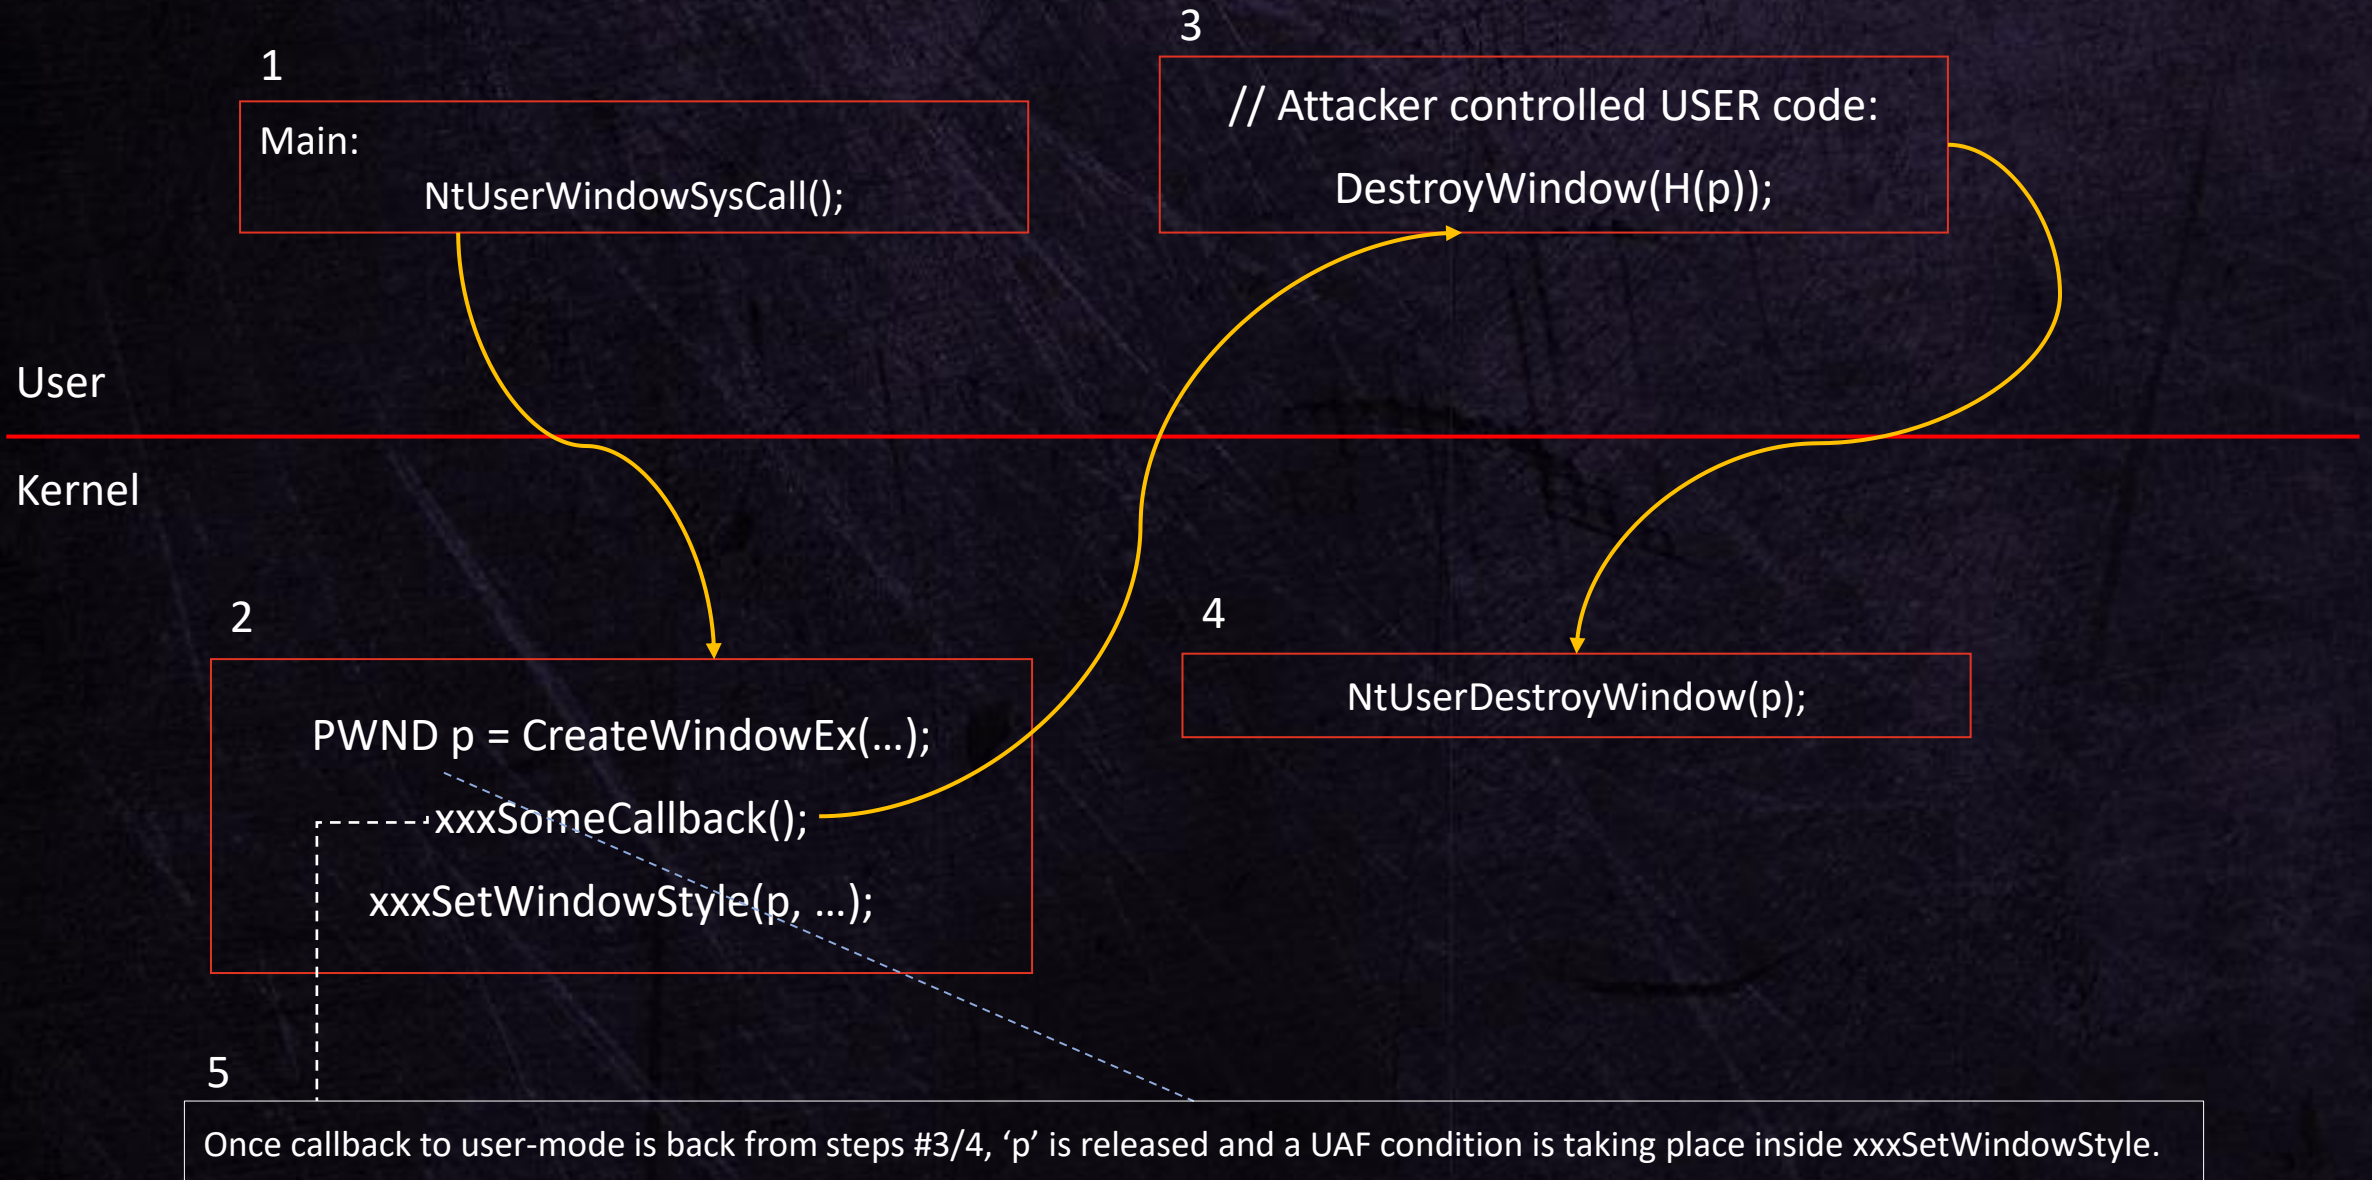 1
Main:
NtUserWindowSysCall();
3
// Attacker controlled USER code:
DestroyWindow(H(p));
User
Kernel
2
PWND p = CreateWindowEx(…);
xxxSomeCallback();
xxxSetWindowStyle(p, …);
4
NtUserDestroyWindow(p);
5
Once callback to user-mode is back from steps #3/4, ‘p’ is released and a UAF condition is taking place inside xxxSetWindowStyle.